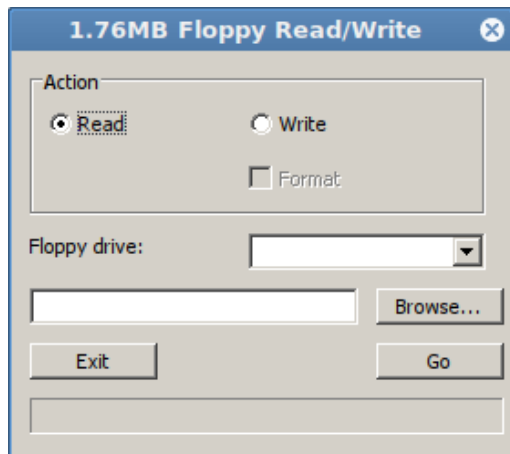 1.76MB Floppy Read/Write
Action
Read Write
Format
Floppy drive:
Browse...
Exit Go